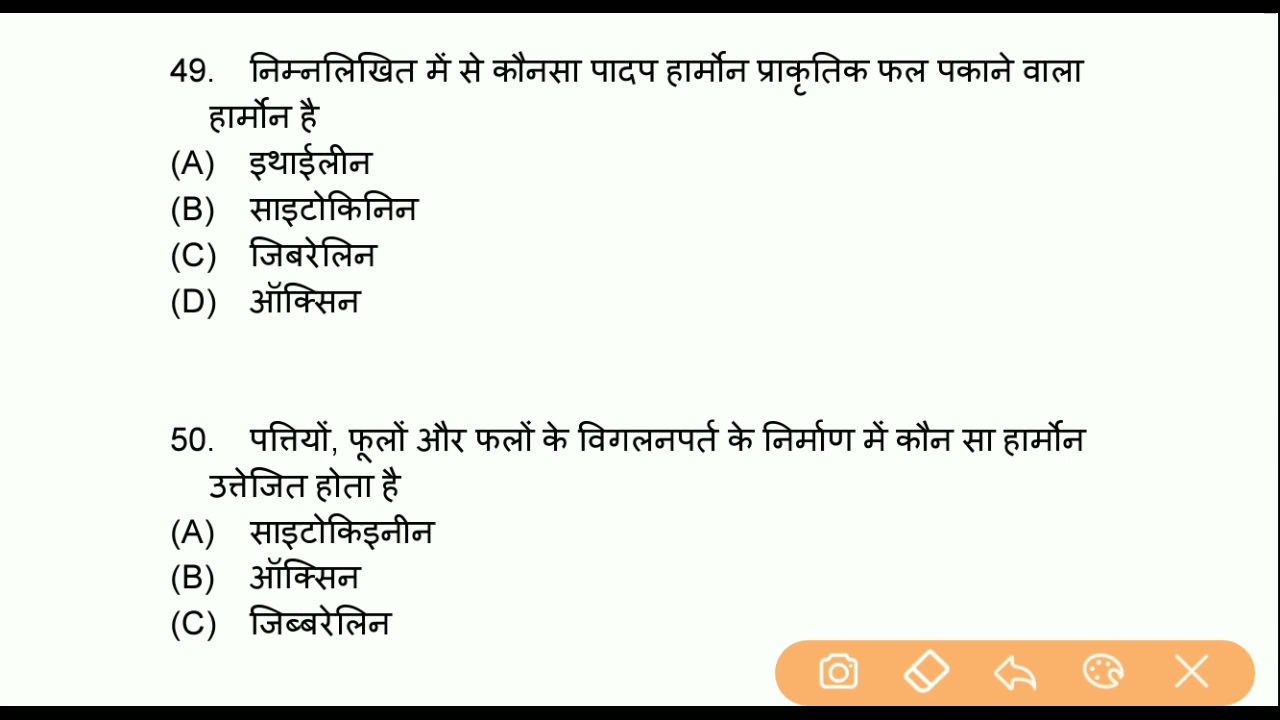 49. निम्नलिखित में से कौनसा पादप हार्मोन प्राकृतिक फल पकाने वाला
हार्मोन है
(A) इथाईलीन
(B) साइटोकिनिन
(C) जिबरेलिन
(D) ऑक्सिन
50. पत्तियों, फूलों और फलों के विगलनपर्त के निर्माण में कौन सा हार्मोन
उत्तेजित होता है
(A) साइटोकिइनीन
(B) ऑक्सिन
(C) जिब्बरेलिन